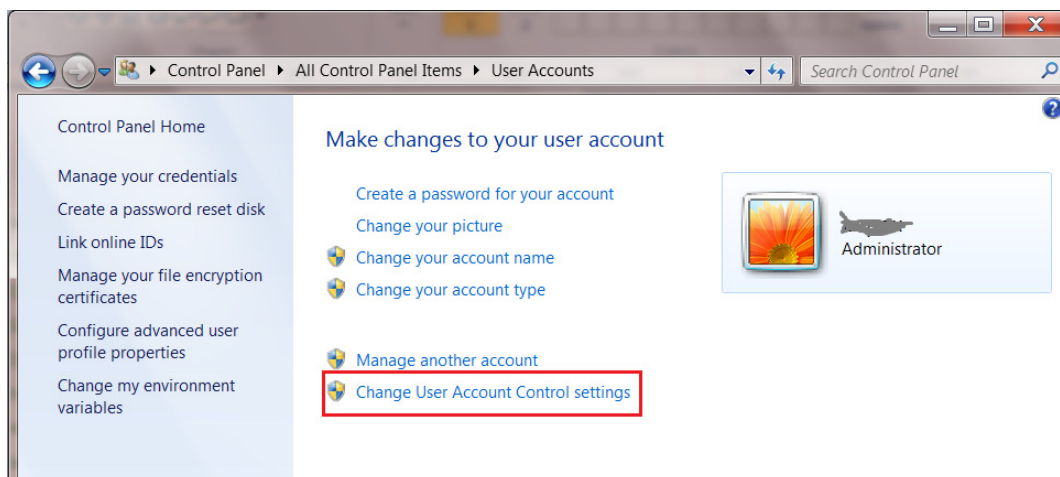 Control Panel
All Control Panel Items
User Accounts
Search Control Panel
Control Panel Home
Manage your credentials
Create a password reset disk
Link online IDs
Manage your file encryption
certificates
Configure advanced user
profile properties
Change my environment
variables
Make changes to your user account
Create a password for your account
Change your picture
Change your account name
Change your account type
Manage another account
Change User Account Control settings
Administrator